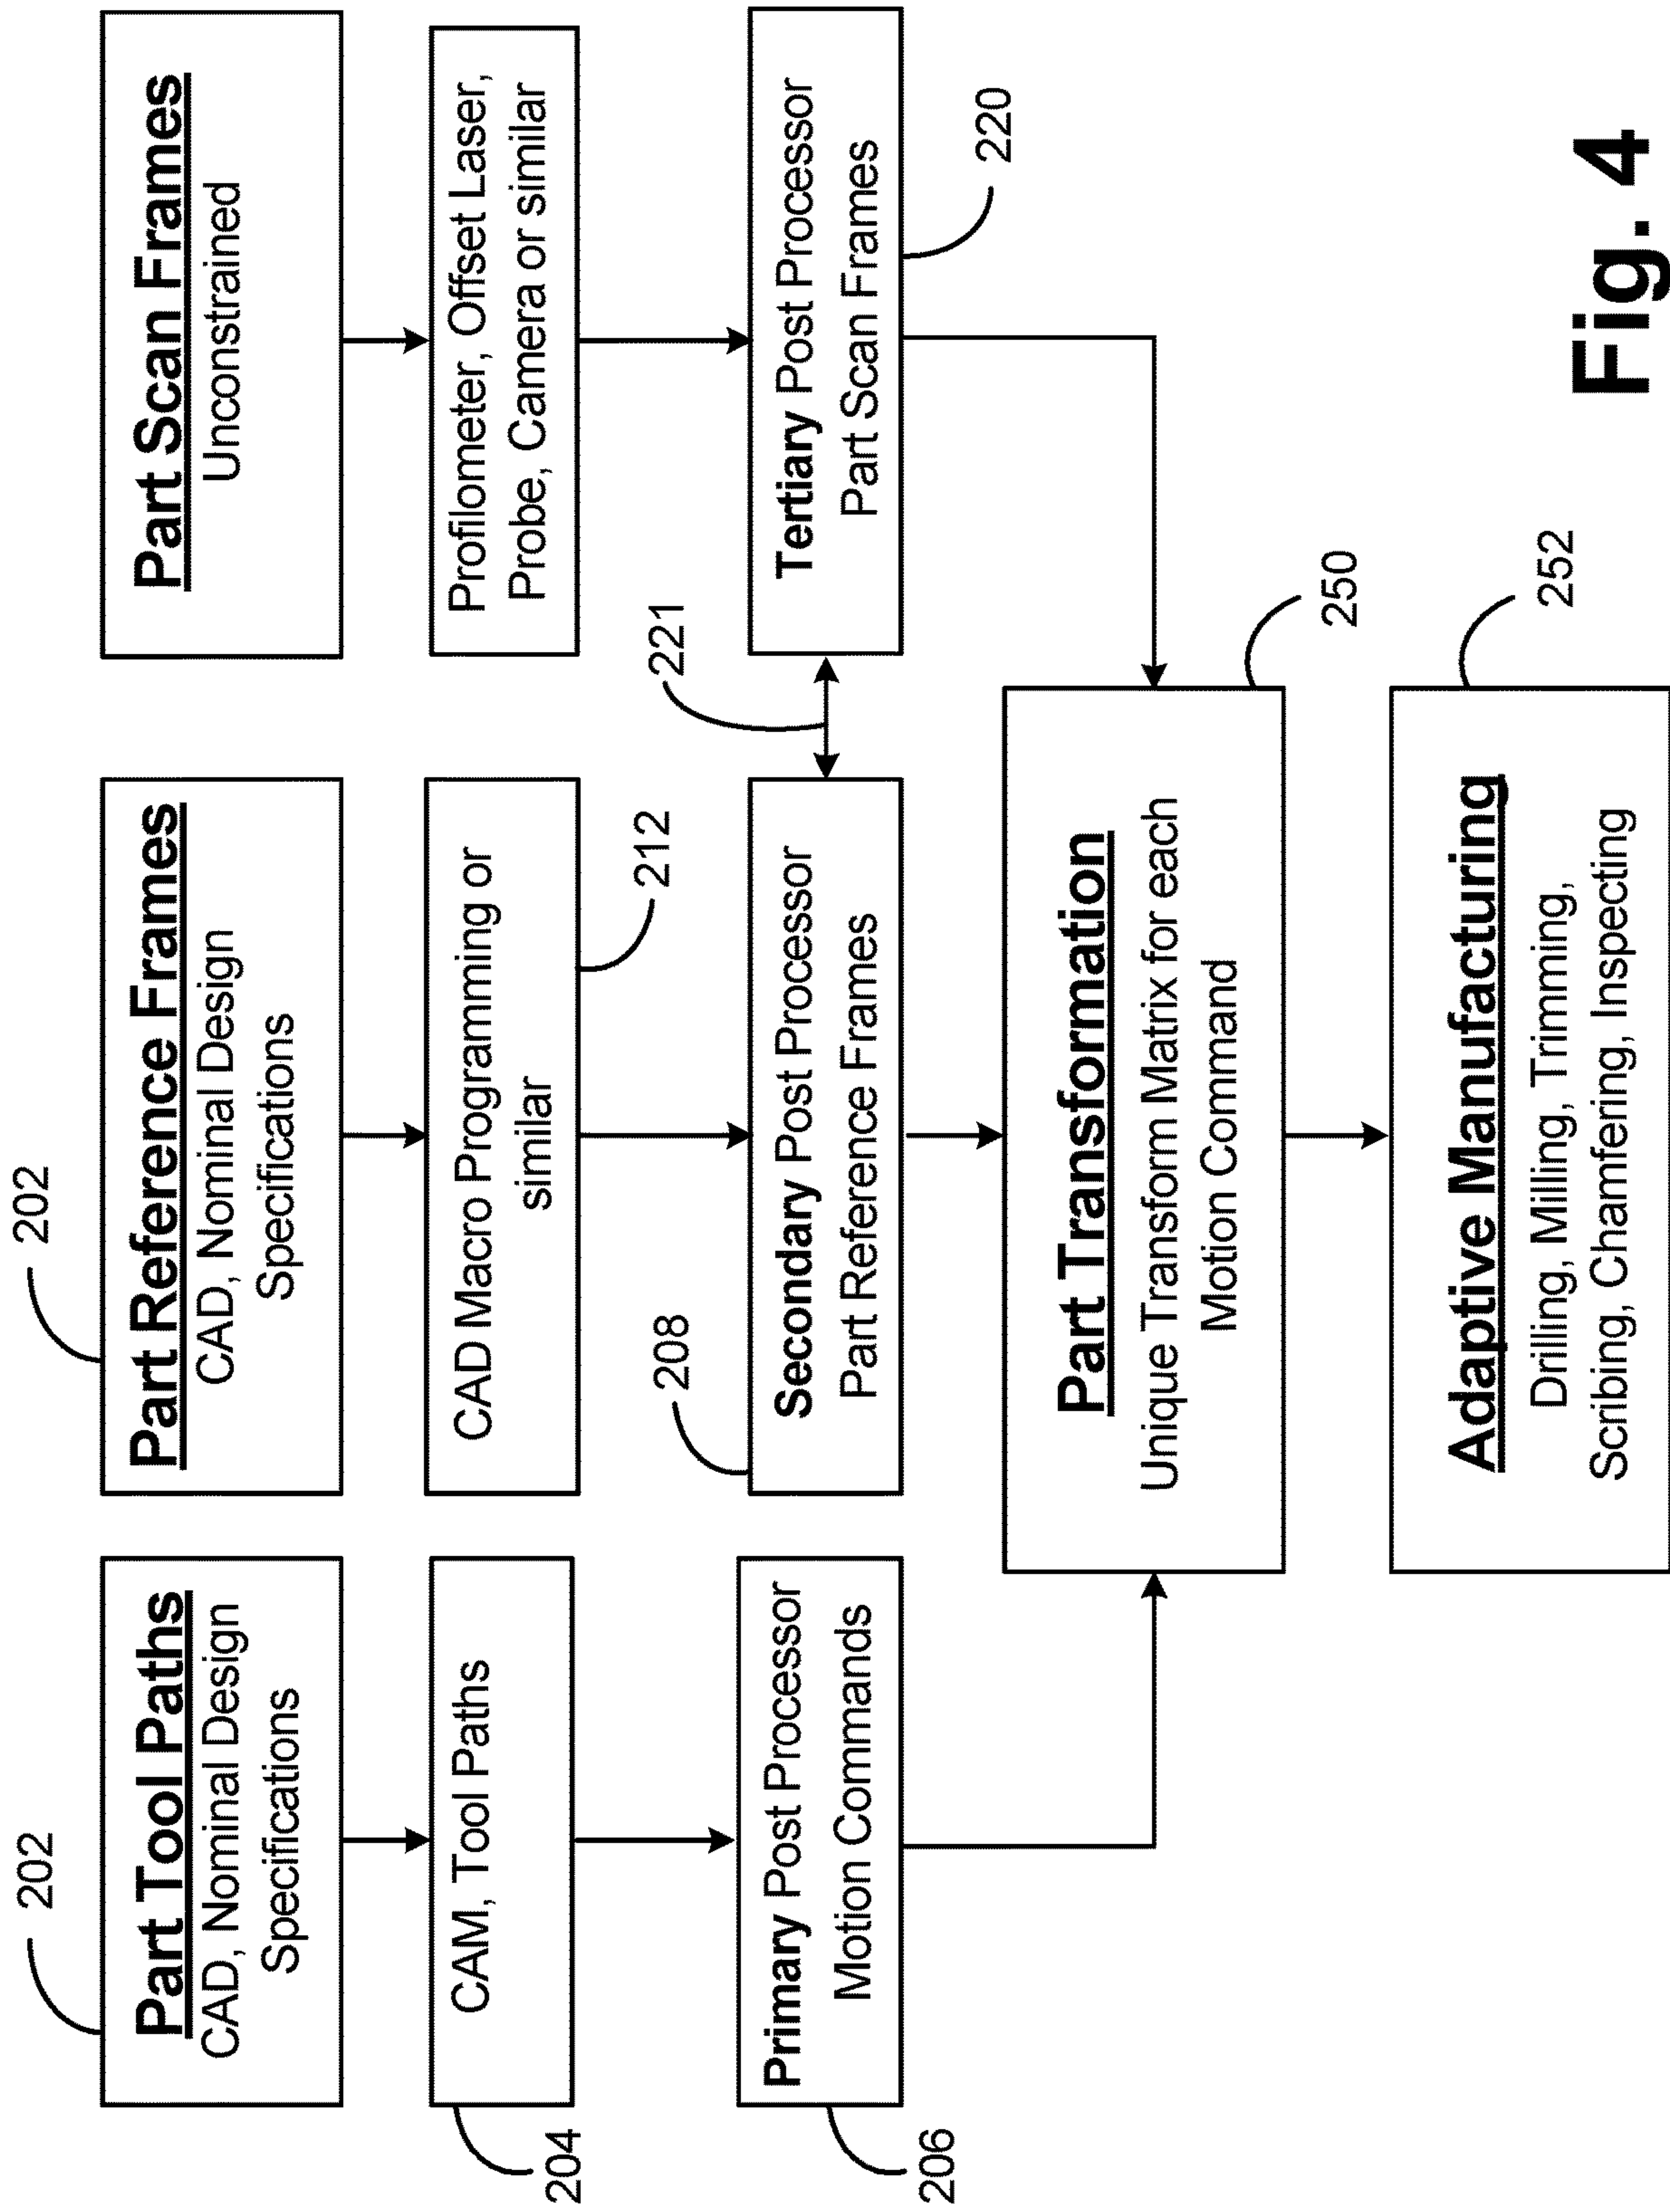 202
Part Tool Paths
CAD, Nominal Design
Specifications
204
CAM, Tool Paths
206
Primary Post Processor
Motion Commands
202
Part Reference Frames
CAD, Nominal Design
Specifications
CAD Macro Programming or
similar
212
208
Secondary Post Processor
Part Reference Frames
221
Part Scan Frames
Unconstrained
Profilometer, Offset Laser,
Probe, Camera or similar
Tertiary Post Processor
Part Scan Frames
220
Part Transformation
Unique Transform Matrix for each
Motion Command
250
Adaptive Manufacturing
Drilling, Milling, Trimming,
Scribing, Chamfering, Inspecting
252
Fig. 4